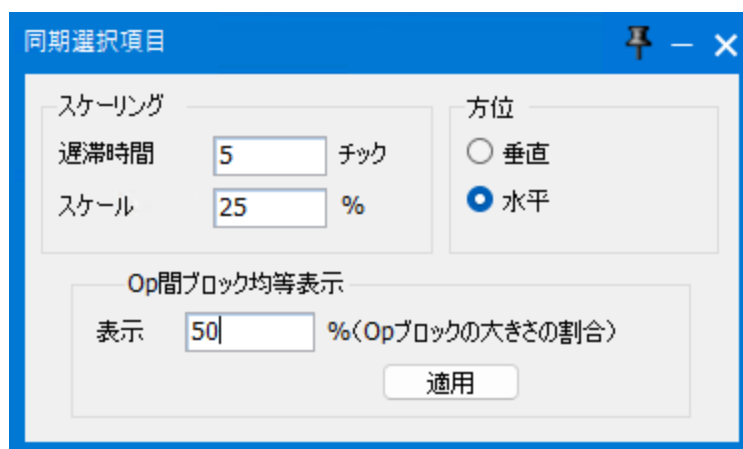 同期選択項目
スケーリング
遅滞時間 5 チック
スケール 25 %
方位
垂直
水平
Op間ブロック均等表示
表示 50 %(Opブロックの大きさの割合)
適用